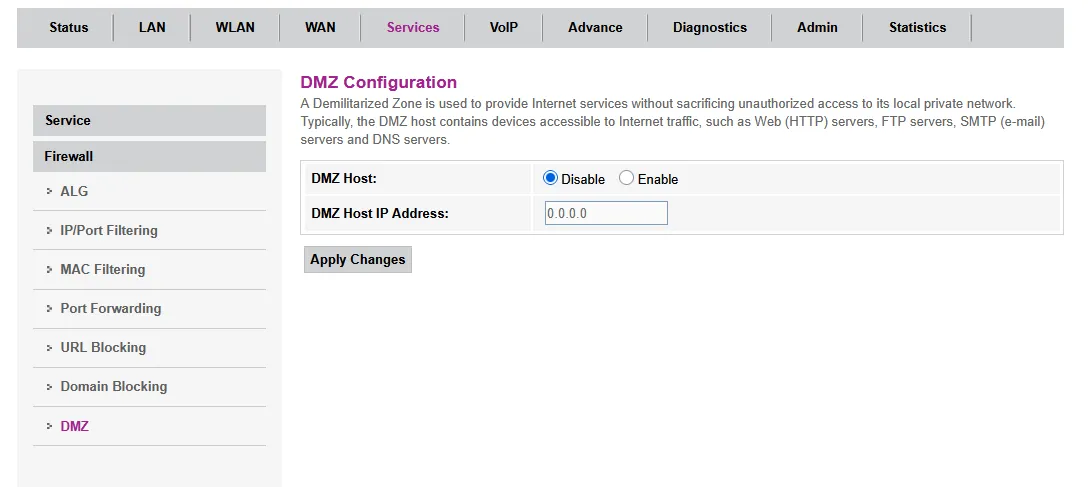 Status LAN WLAN WAN Services VoIP Advance Diagnostics Admin Statistics
Service
Firewall
ALG
IP/Port Filtering
MAC Filtering
Port Forwarding
URL Blocking
Domain Blocking
DMZ
DMZ Configuration
A Demilitarized Zone is used to provide Internet services without sacrificing unauthorized access to its local private network.
Typically, the DMZ host contains devices accessible to Internet traffic, such as Web (HTTP) servers, FTP servers, SMTP (e-mail)
servers and DNS servers.
DMZ Host: Disable Enable
DMZ Host IP Address: 0.0.0.0
Apply Changes